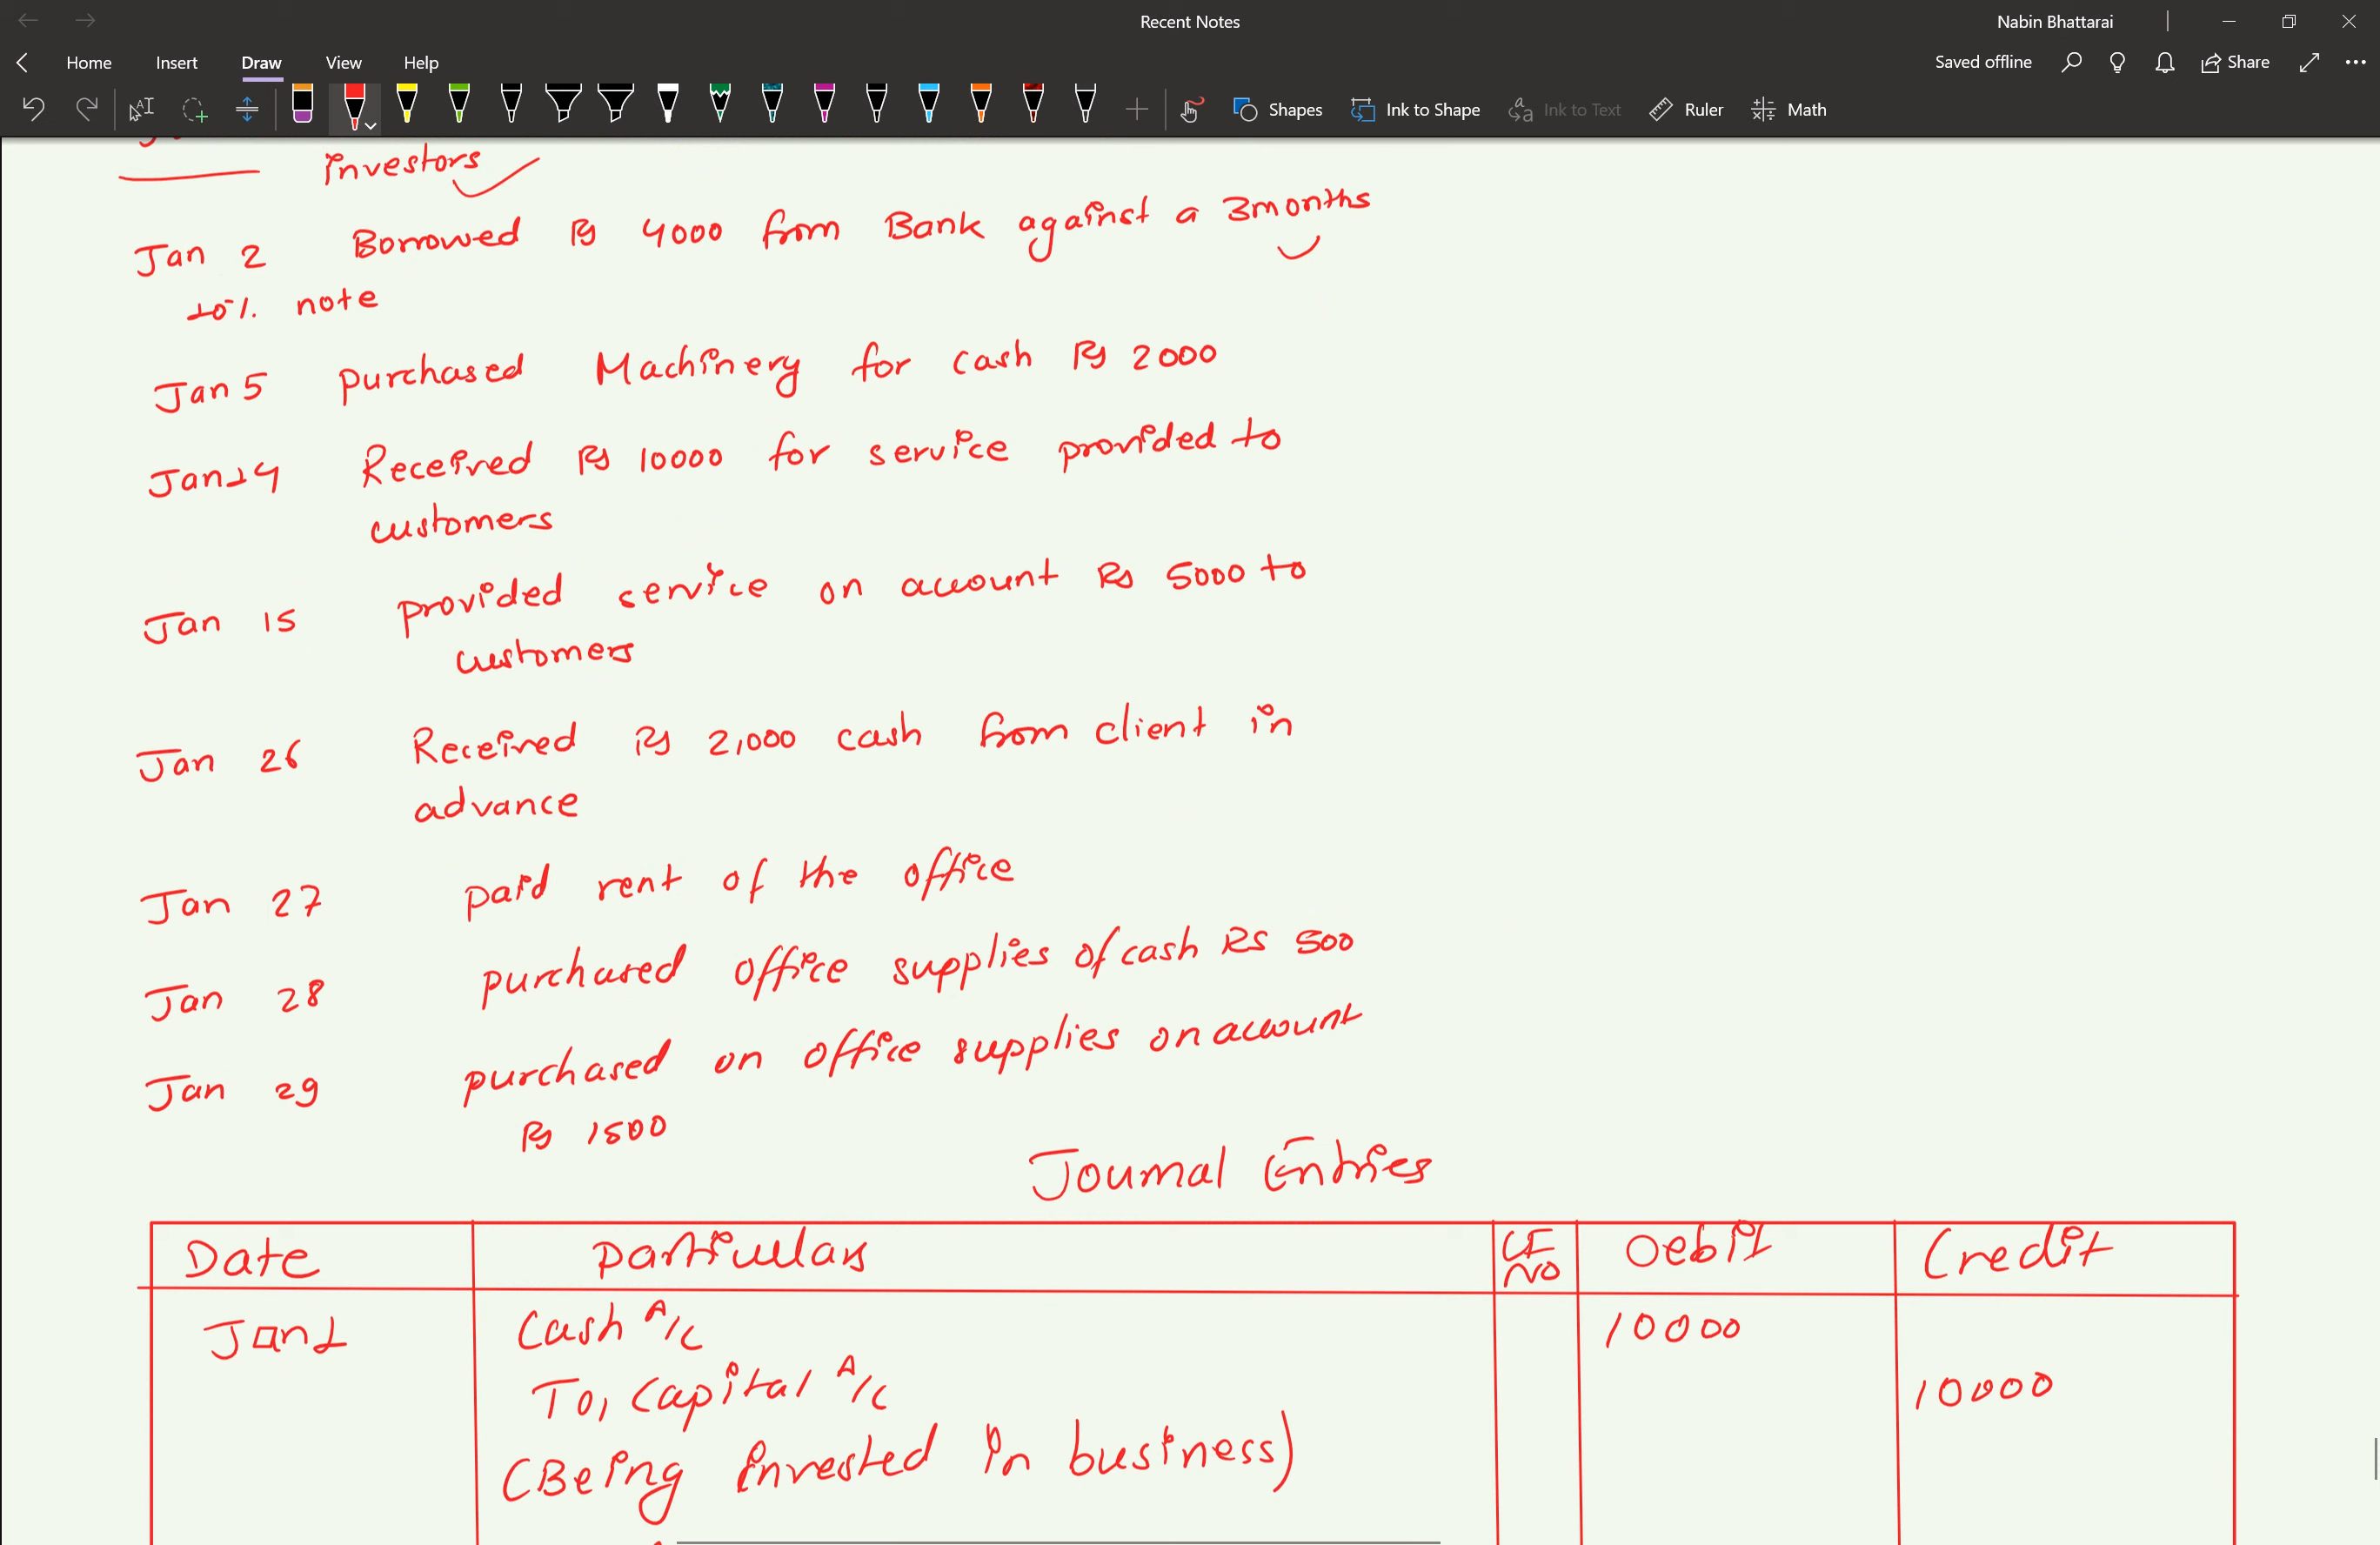 Recent Notes
Nabin Bhattarai
Home Insert Draw View Help
Saved offline
Share
Shapes
Ink to Shape
Ink to Text
Ruler
Math
investors
Jan 2 Borrowed Rs 4000 from Bank against a 3months
10% note
Jan 5 purchased Machinery for cash Rs 2000
Jan 14 Received Rs 10000 for service provided to
customers
Jan 15 provided service on account Rs 5000 to
customers
Jan 26 Received Rs 2,000 cash from client in
advance
Jan 27 paid rent of the office
Jan 28 purchased office supplies of cash Rs 500
Jan 29 purchased on office supplies on account
Rs 1500
Journal Entries
Date Particulars LF NO Debit Credit
Jan 1 Cash A/c 10000
To, Capital A/c 10000
(Being invested in business)